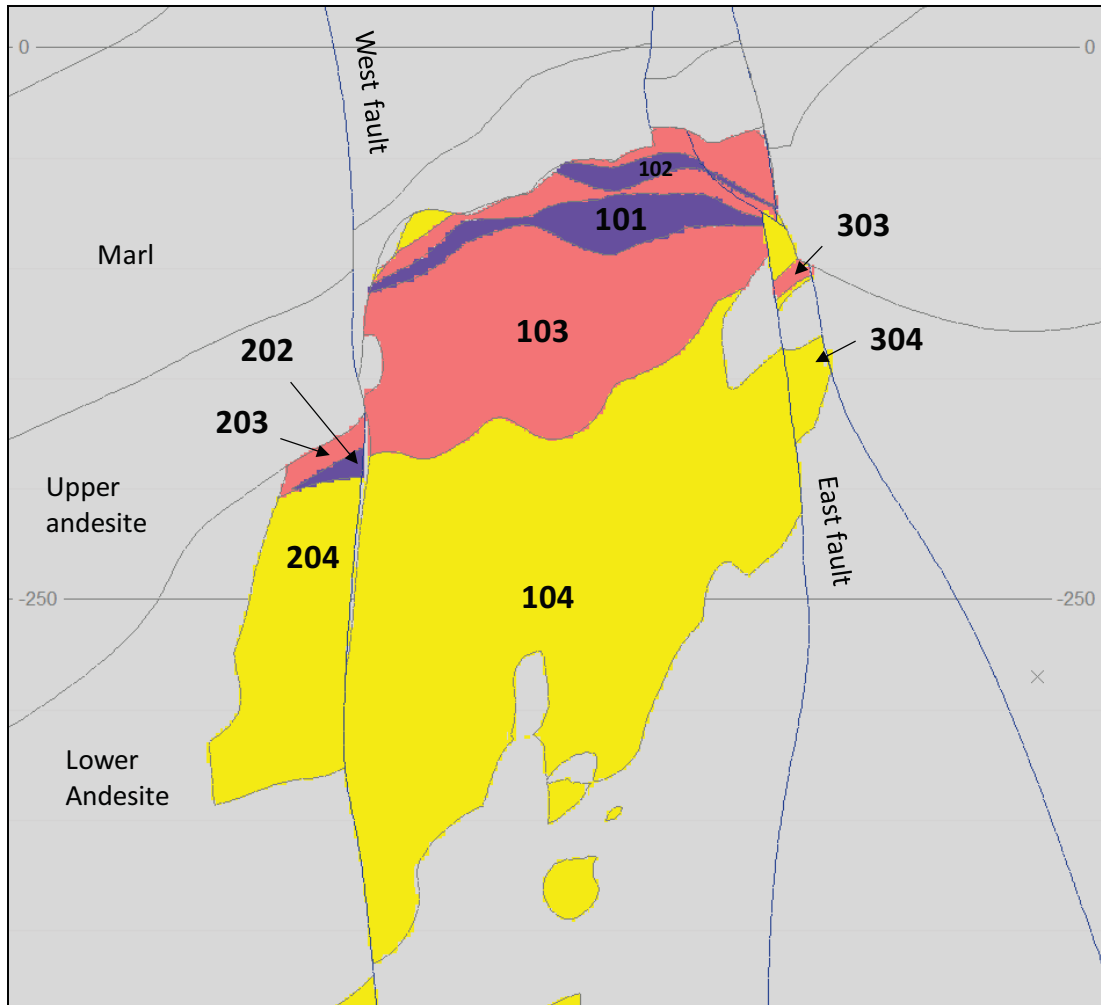 0
0
West fault
102
101
303
Marl
103
202
304
203
Upper
andesite
East fault
204
-250
104
-250
Lower
Andesite